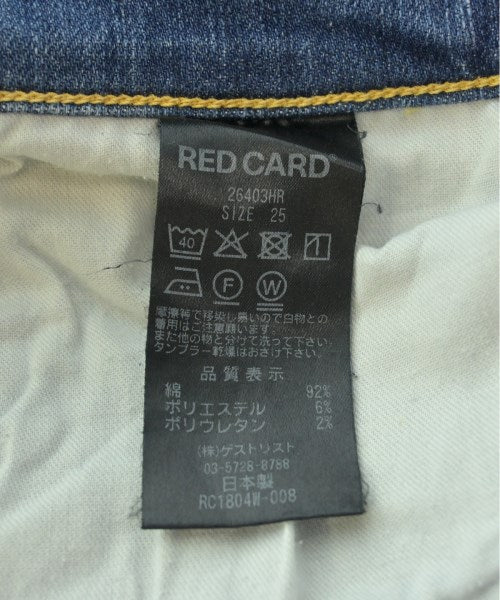 RED CARD®
26403HR
SIZE 25
40
F W
摩擦等で移染し易いので白物との
着用はご注意願います。
また他の物と分けて洗って下さい。
タンブラー乾燥はおさけ下さい。
品質表示
綿 92%
ポリエステル 6%
ポリウレタン 2%
(株)ゲストリスト
03-5728-8788
日本製
RC1804W-008